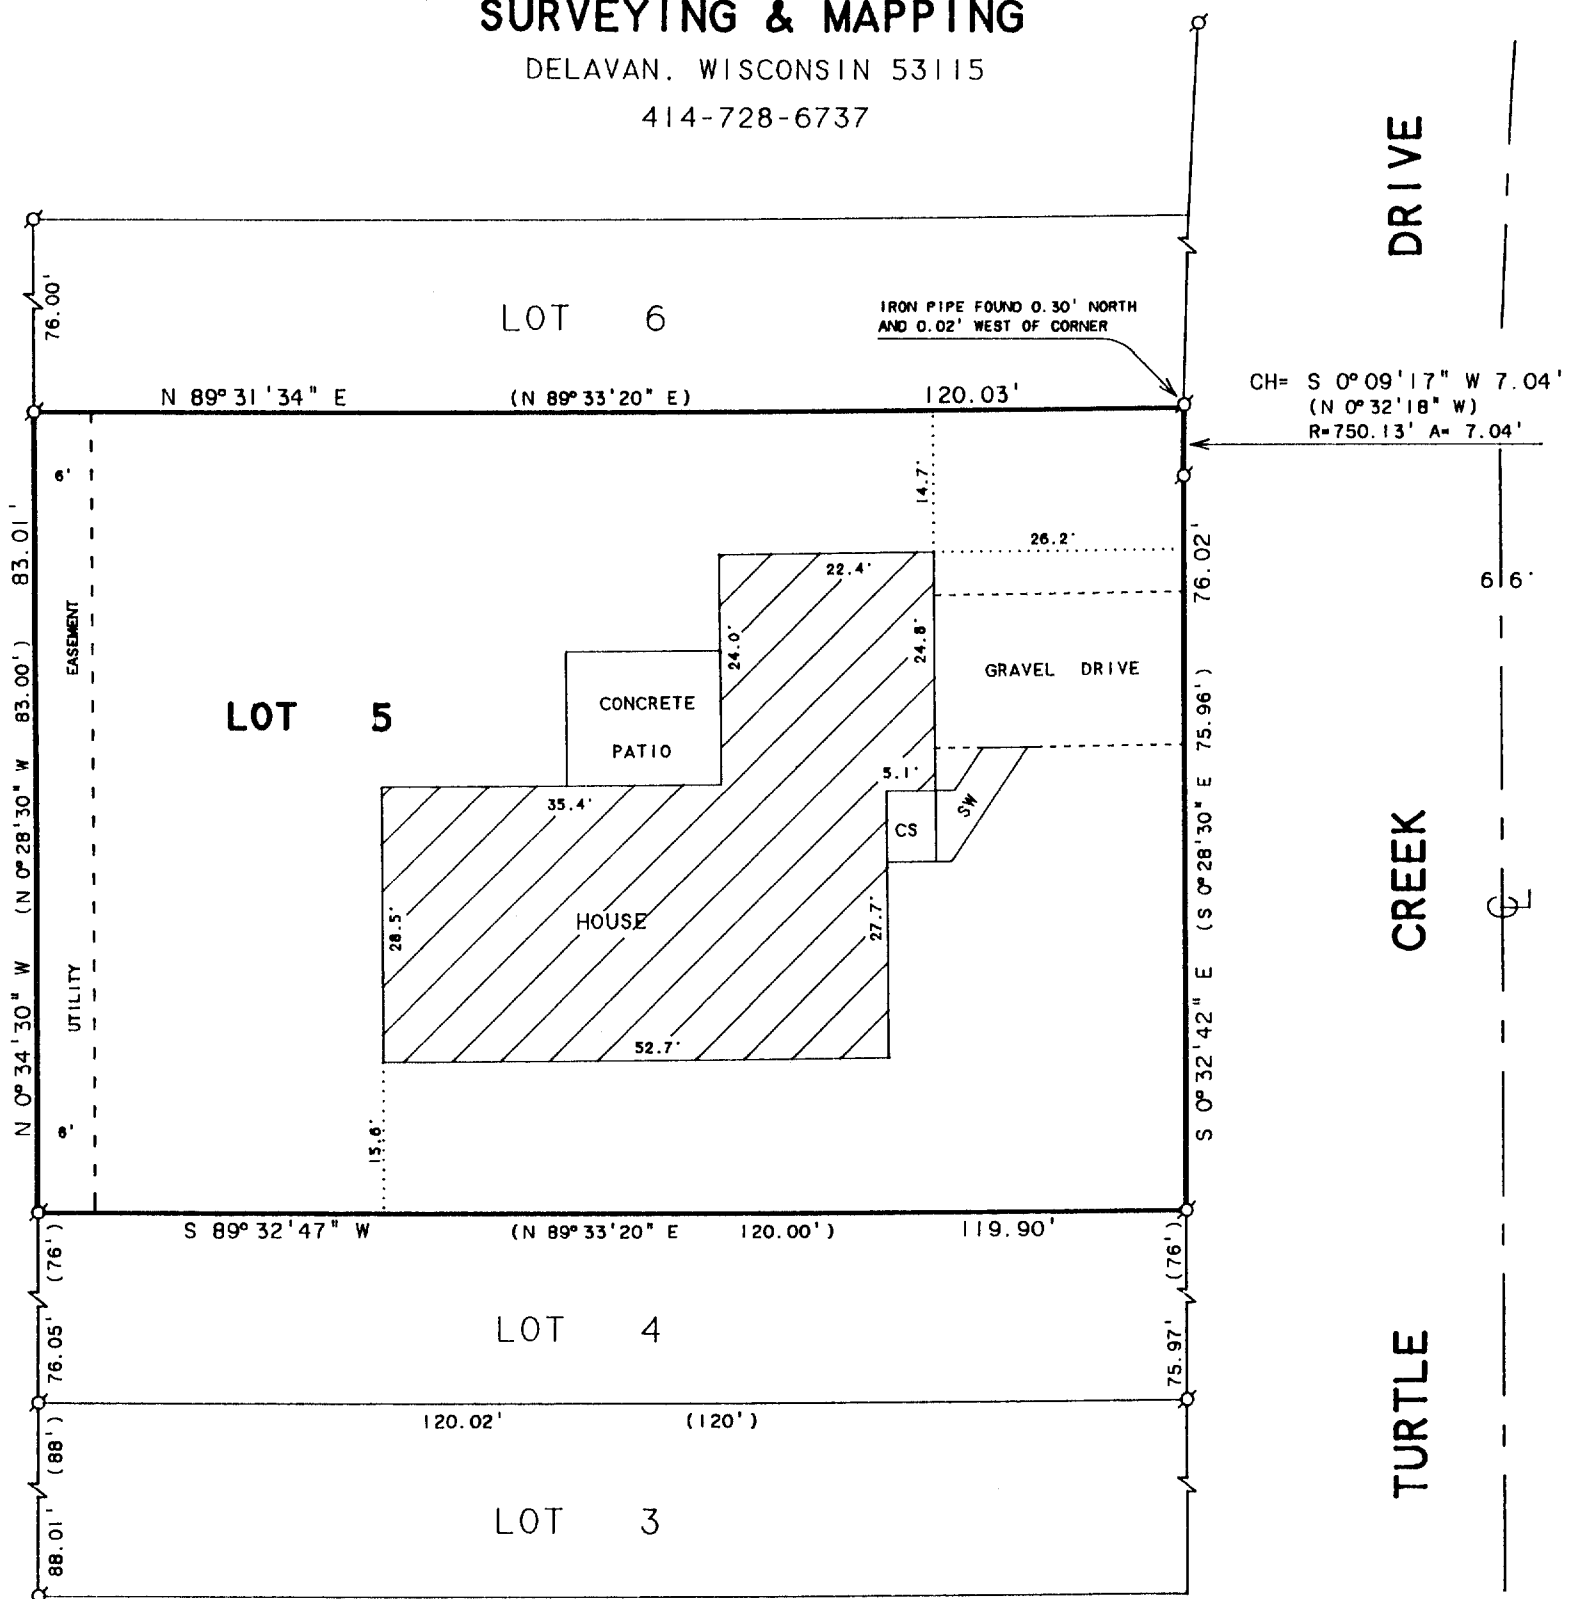 SURVEYING & MAPPING
DELAVAN, WISCONSIN 53115
414-728-6737
DRIVE
76.00'
LOT 6
IRON PIPE FOUND 0.30' NORTH
AND 0.02' WEST OF CORNER
N 89°31'34" E (N 89°33'20" E) 120.03'
CH= S 0°09'17" W 7.04'
(N 0°32'18" W)
R=750.13' A= 7.04'
6'
14.7'
26.2'
22.4'
66'
EASEMENT
24.0'
24.8'
GRAVEL DRIVE
LOT 5
CONCRETE
PATIO
N 0°34'30" W (N 0°28'30" W 83.00') 83.01'
S 0°32'42" E (S 0°28'30" E 75.96') 76.02'
5.1'
35.4'
CS
SW
CREEK
28.5'
HOUSE
27.7'
CL
UTILITY
52.7'
15.6'
S 89°32'47" W (N 89°33'20" E 120.00') 119.90'
(76')
(76')
LOT 4
76.05'
75.97'
TURTLE
120.02' (120')
(88')
LOT 3
88.01'